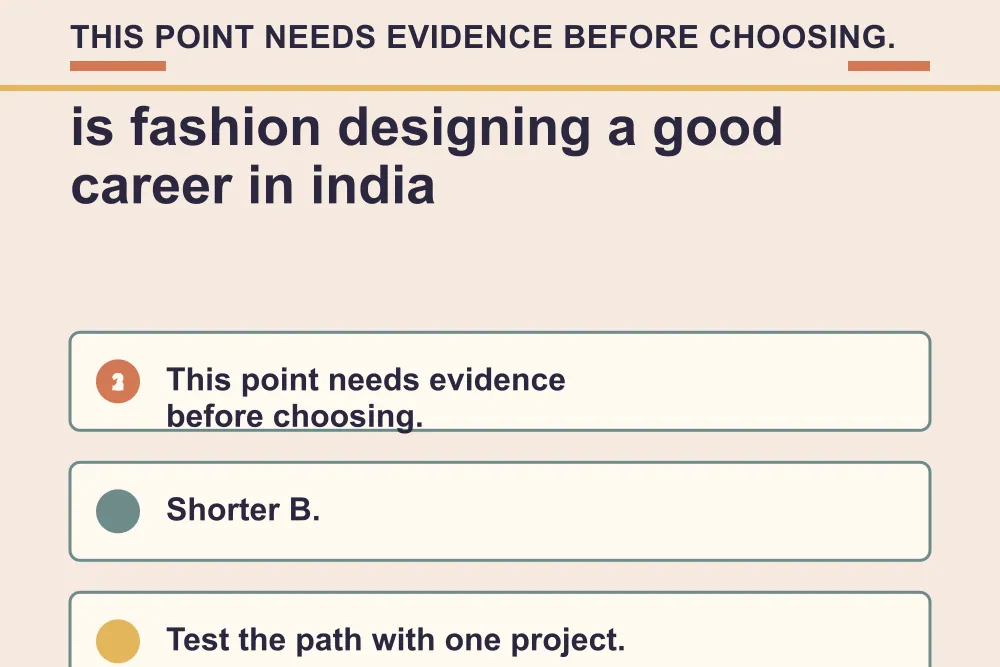 THIS POINT NEEDS EVIDENCE BEFORE CHOOSING.
is fashion designing a good
career in india
This point needs evidence
before choosing.
Shorter B.
Test the path with one project.